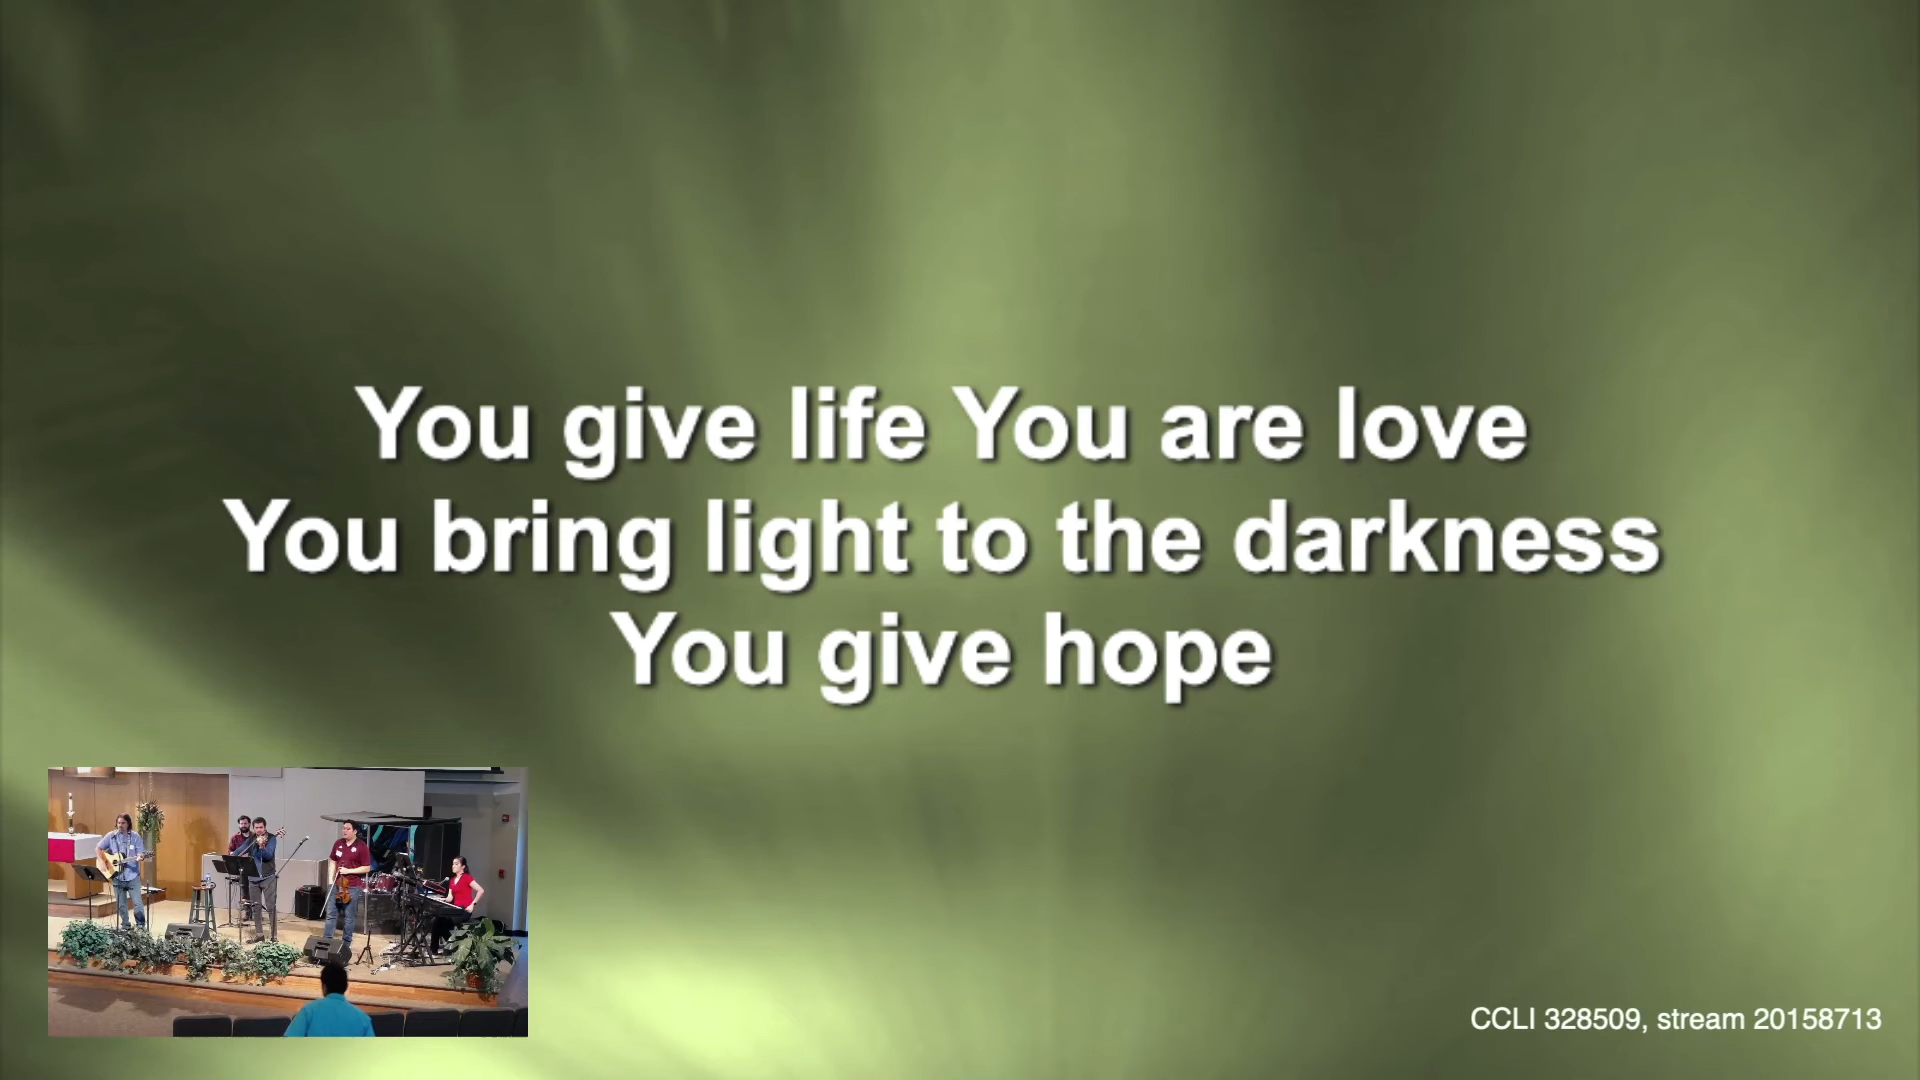 You give life You are love
You bring light to the darkness
You give hope
CCLI 328509, stream 20158713